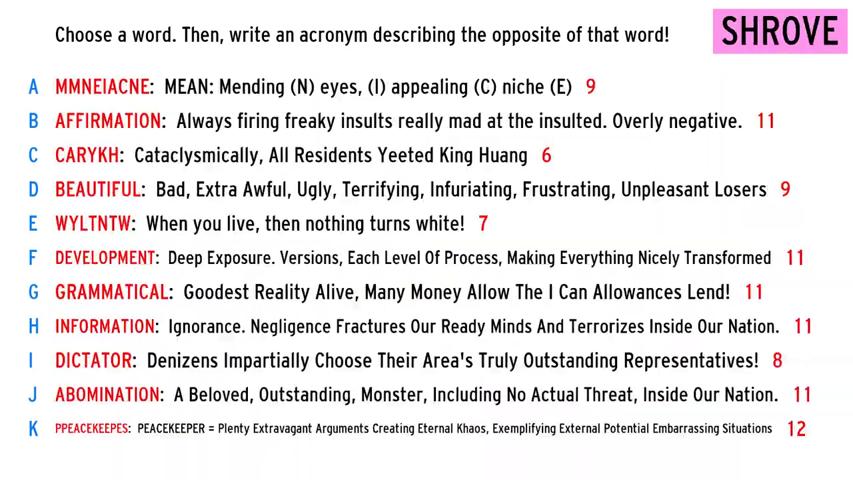 Choose a word. Then, write an acronym describing the opposite of that word!
SHROVE
A MMNEIACNE: MEAN: Mending (N) eyes, (I) appealing (C) niche (E) 9
B AFFIRMATION: Always firing freaky insults really mad at the insulted. Overly negative. 11
C CARYKH: Cataclysmically, All Residents Yeeted King Huang 6
D BEAUTIFUL: Bad, Extra Awful, Ugly, Terrifying, Infuriating, Frustrating, Unpleasant Losers 9
E WYLTNTW: When you live, then nothing turns white! 7
F DEVELOPMENT: Deep Exposure. Versions, Each Level Of Process, Making Everything Nicely Transformed 11
G GRAMMATICAL: Goodest Reality Alive, Many Money Allow The I Can Allowances Lend! 11
H INFORMATION: Ignorance. Negligence Fractures Our Ready Minds And Terrorizes Inside Our Nation. 11
I DICTATOR: Denizens Impartially Choose Their Area's Truly Outstanding Representatives! 8
J ABOMINATION: A Beloved, Outstanding, Monster, Including No Actual Threat, Inside Our Nation. 11
K PPEACEKEEPES: PEACEKEEPER = Plenty Extravagant Arguments Creating Eternal Khaos, Exemplifying External Potential Embarrassing Situations 12